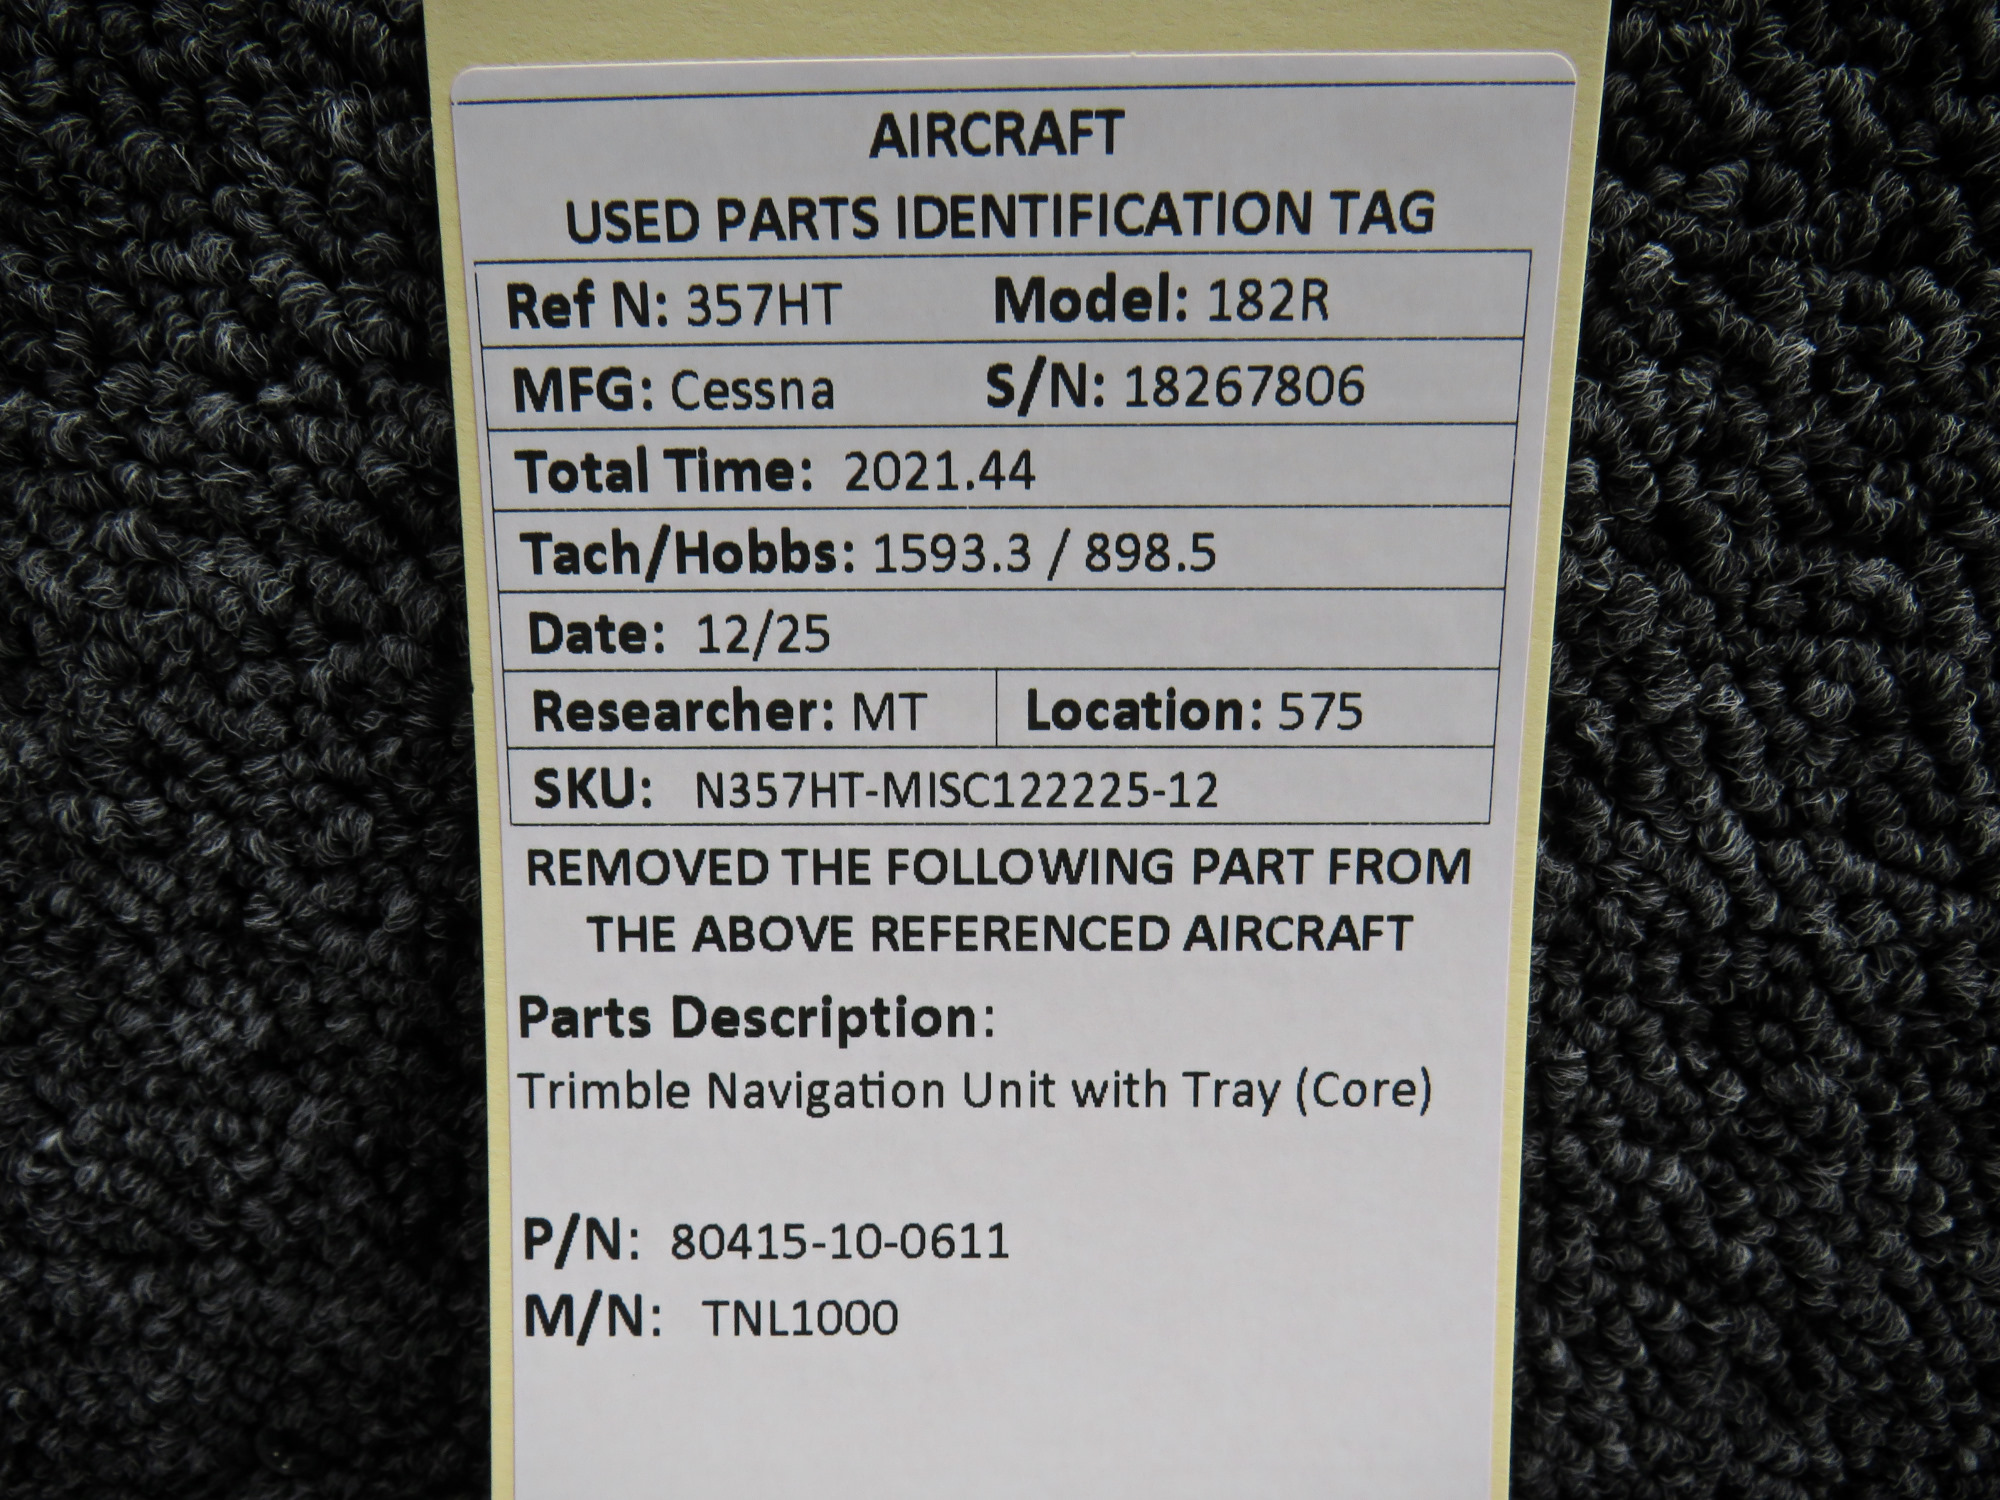 AIRCRAFT
USED PARTS IDENTIFICATION TAG
Ref N: 357HT Model: 182R
MFG: Cessna S/N: 18267806
Total Time: 2021.44
Tach/Hobbs: 1593.3 / 898.5
Date: 12/25
Researcher: MT Location: 575
SKU: N357HT-MISC122225-12
REMOVED THE FOLLOWING PART FROM
THE ABOVE REFERENCED AIRCRAFT
Parts Description:
Trimble Navigation Unit with Tray (Core)
P/N: 80415-10-0611
M/N: TNL1000